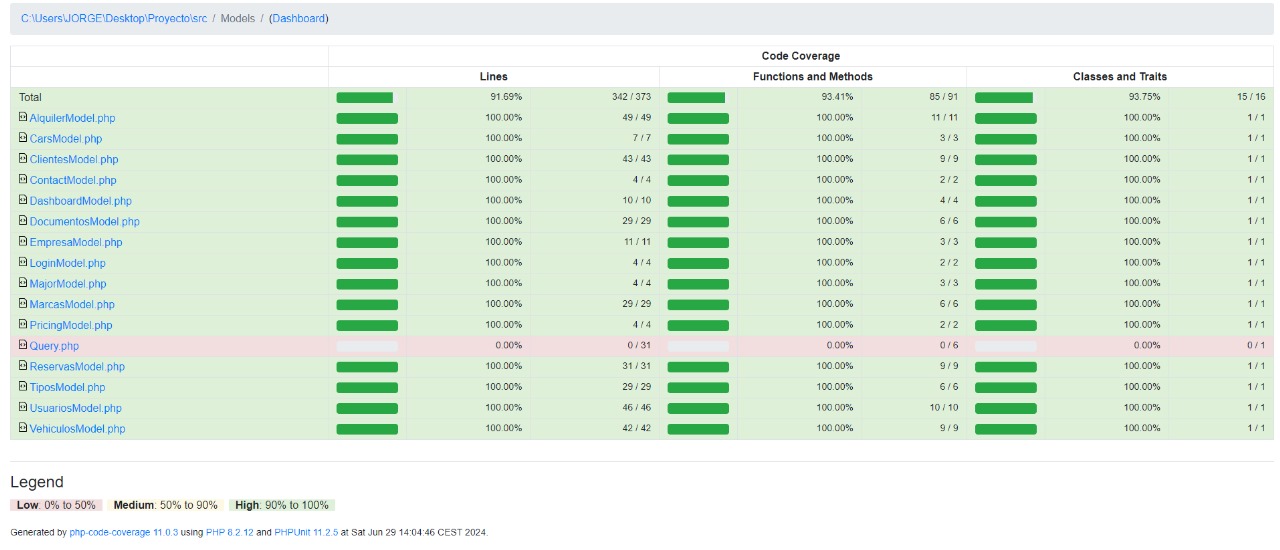 C:\Users\JORGE\Desktop\Proyecto\src / Models / (Dashboard)
Code Coverage
Lines Functions and Methods Classes and Traits
Total 91.69% 342 / 373 93.41% 85 / 91 93.75% 15 / 16
AlquilerModel.php 100.00% 49 / 49 100.00% 11 / 11 100.00% 1 / 1
CarsModel.php 100.00% 7 / 7 100.00% 3 / 3 100.00% 1 / 1
ClientesModel.php 100.00% 43 / 43 100.00% 9 / 9 100.00% 1 / 1
ContactModel.php 100.00% 4 / 4 100.00% 2 / 2 100.00% 1 / 1
DashboardModel.php 100.00% 10 / 10 100.00% 4 / 4 100.00% 1 / 1
DocumentosModel.php 100.00% 29 / 29 100.00% 6 / 6 100.00% 1 / 1
EmpresaModel.php 100.00% 11 / 11 100.00% 3 / 3 100.00% 1 / 1
LoginModel.php 100.00% 4 / 4 100.00% 2 / 2 100.00% 1 / 1
MajorModel.php 100.00% 4 / 4 100.00% 3 / 3 100.00% 1 / 1
MarcasModel.php 100.00% 29 / 29 100.00% 6 / 6 100.00% 1 / 1
PricingModel.php 100.00% 4 / 4 100.00% 2 / 2 100.00% 1 / 1
Query.php 0.00% 0 / 31 0.00% 0 / 6 0.00% 0 / 1
ReservasModel.php 100.00% 31 / 31 100.00% 9 / 9 100.00% 1 / 1
TiposModel.php 100.00% 29 / 29 100.00% 6 / 6 100.00% 1 / 1
UsuariosModel.php 100.00% 46 / 46 100.00% 10 / 10 100.00% 1 / 1
VehiculosModel.php 100.00% 42 / 42 100.00% 9 / 9 100.00% 1 / 1
Legend
Low: 0% to 50% Medium: 50% to 90% High: 90% to 100%
Generated by php-code-coverage 11.0.3 using PHP 8.2.12 and PHPUnit 11.2.5 at Sat Jun 29 14:04:46 CEST 2024.